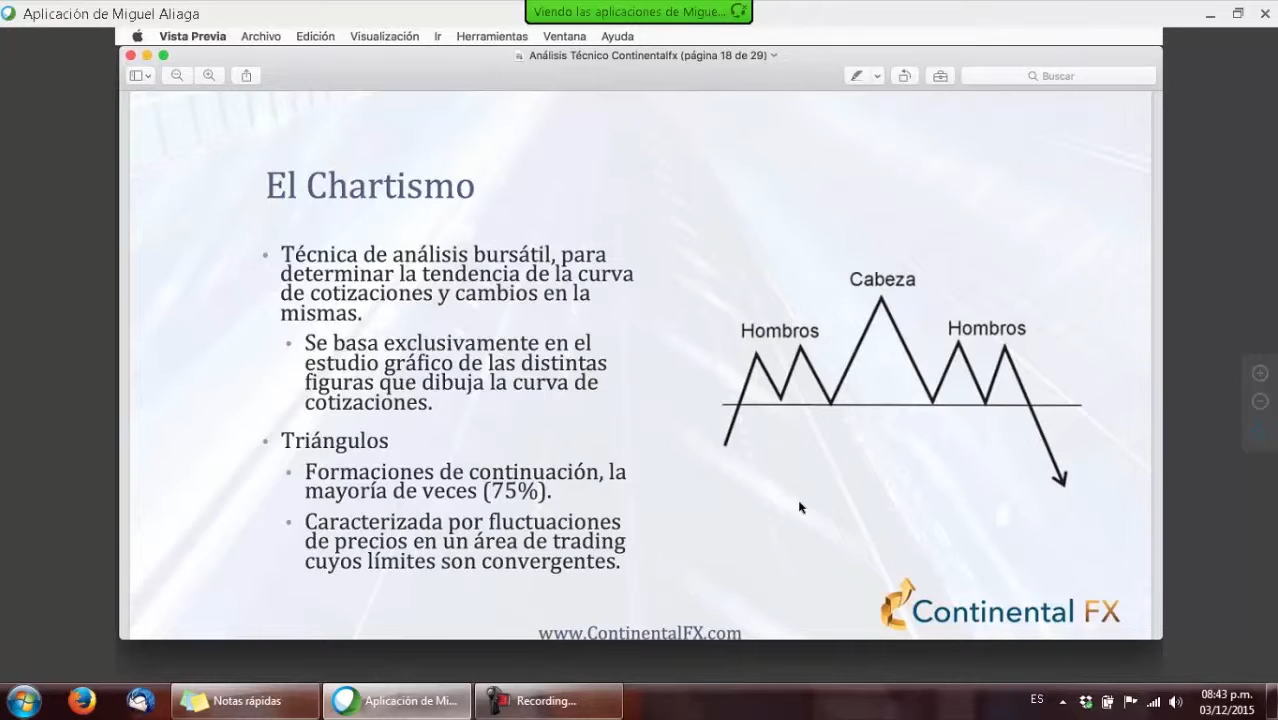 Aplicación de Miguel Aliaga
Viendo las aplicaciones de Migue...
Vista Previa Archivo Edición Visualización Ir Herramientas Ventana Ayuda
Análisis Técnico Continentalfx (página 18 de 29)
Buscar
El Chartismo
Técnica de análisis bursátil, para
determinar la tendencia de la curva
de cotizaciones y cambios en la
mismas.
Se basa exclusivamente en el
estudio gráfico de las distintas
figuras que dibuja la curva de
cotizaciones.
Triángulos
Formaciones de continuación, la
mayoría de veces (75%).
Caracterizada por fluctuaciones
de precios en un área de trading
cuyos límites son convergentes.
Cabeza
Hombros
Hombros
Continental FX
www.ContinentalFX.com
Notas rápidas
Aplicación de Mi...
Recording...
ES
08:43 p.m.
03/12/2015